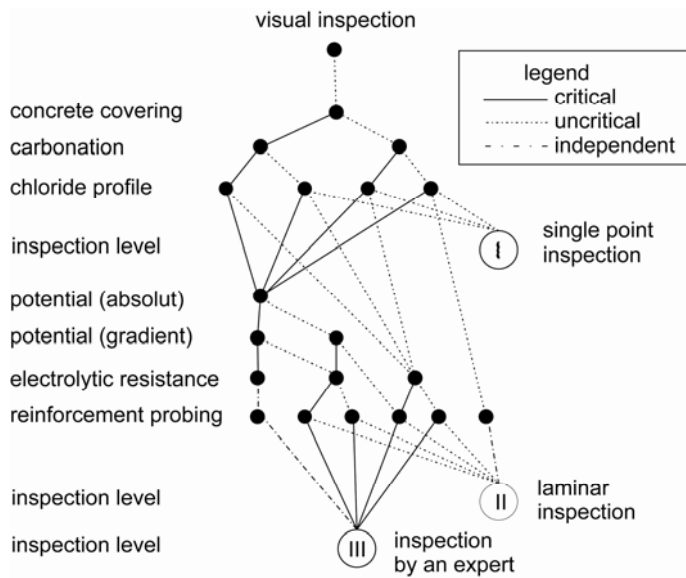 visual inspection
legend
critical
uncritical
independent
concrete covering
carbonation
chloride profile
inspection level
single point
inspection
potential (absolut)
potential (gradient)
electrolytic resistance
reinforcement probing
inspection level
II
laminar
inspection
inspection level
III
inspection
by an expert